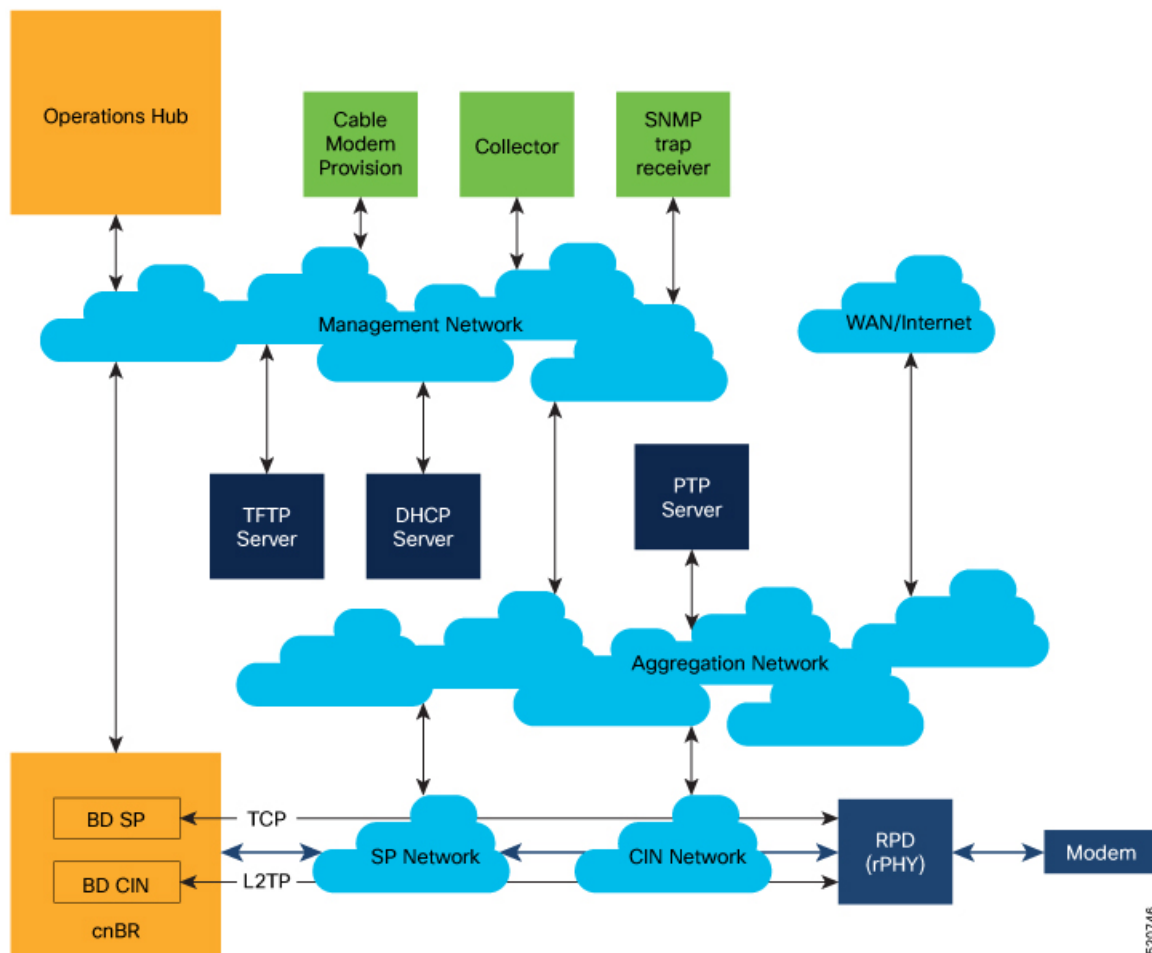 Operations Hub
Cable
Modem
Provision
Collector
SNMP
trap
receiver
Management Network
WAN/Internet
TFTP
Server
DHCP
Server
PTP
Server
Aggregation Network
BD SP
TCP
SP Network
CIN Network
RPD
(rPHY)
Modem
BD CIN
L2TP
cnBR
520746